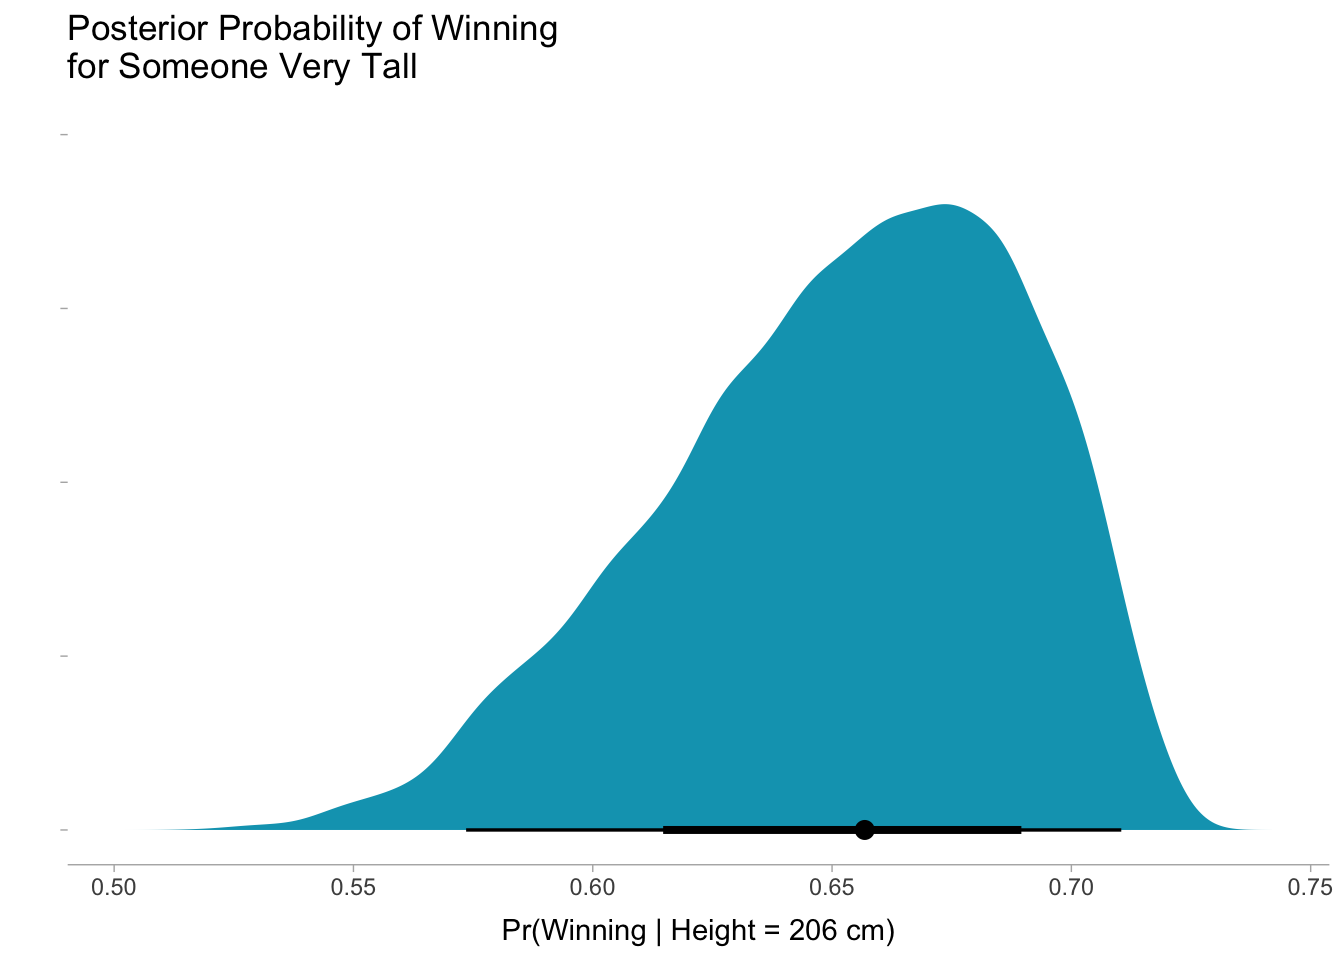 Posterior Probability of Winning
for Someone Very Tall
0.50 0.55 0.60 0.65 0.70 0.75
Pr(Winning | Height = 206 cm)